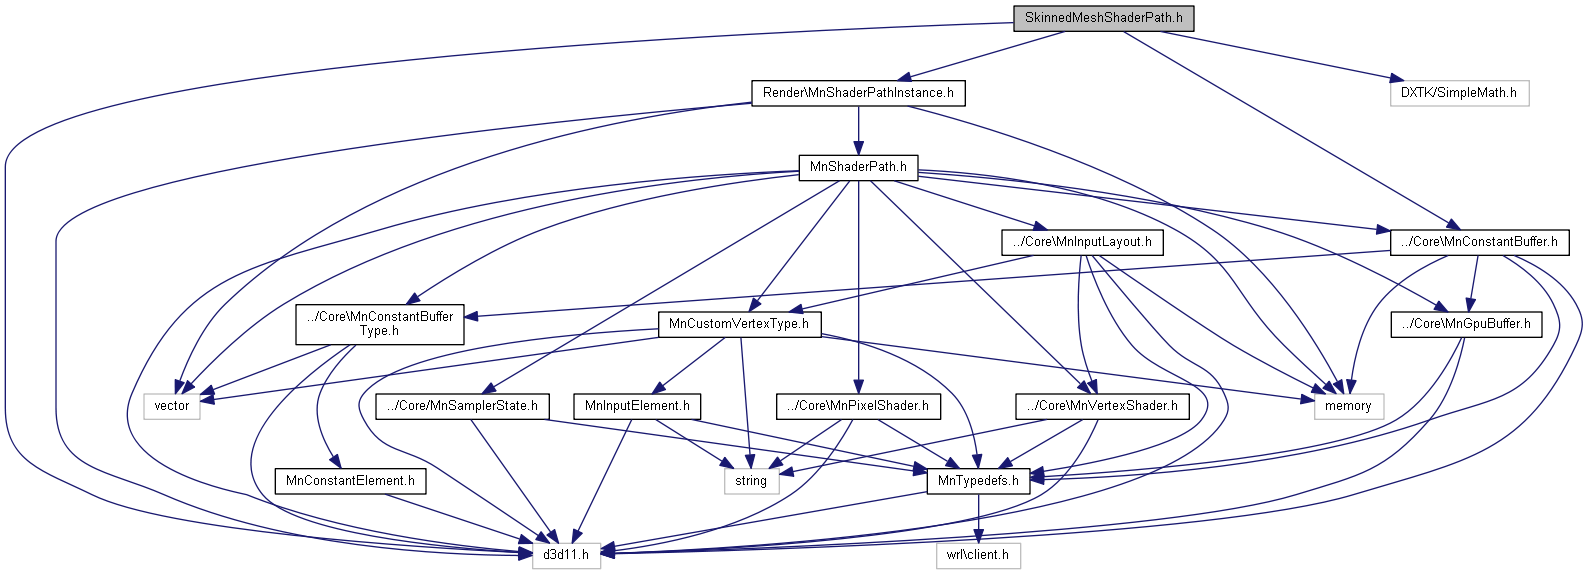 SkinnedMeshShaderPath.h
Render\MnShaderPathInstance.h
DXTK/SimpleMath.h
MnShaderPath.h
../Core\MnInputLayout.h
../Core\MnConstantBuffer.h
../Core\MnConstantBuffer
Type.h
MnCustomVertexType.h
../Core\MnGpuBuffer.h
vector
../Core/MnSamplerState.h
MnInputElement.h
../Core\MnPixelShader.h
../Core\MnVertexShader.h
memory
MnConstantElement.h
string
MnTypedefs.h
d3d11.h
wrl\client.h